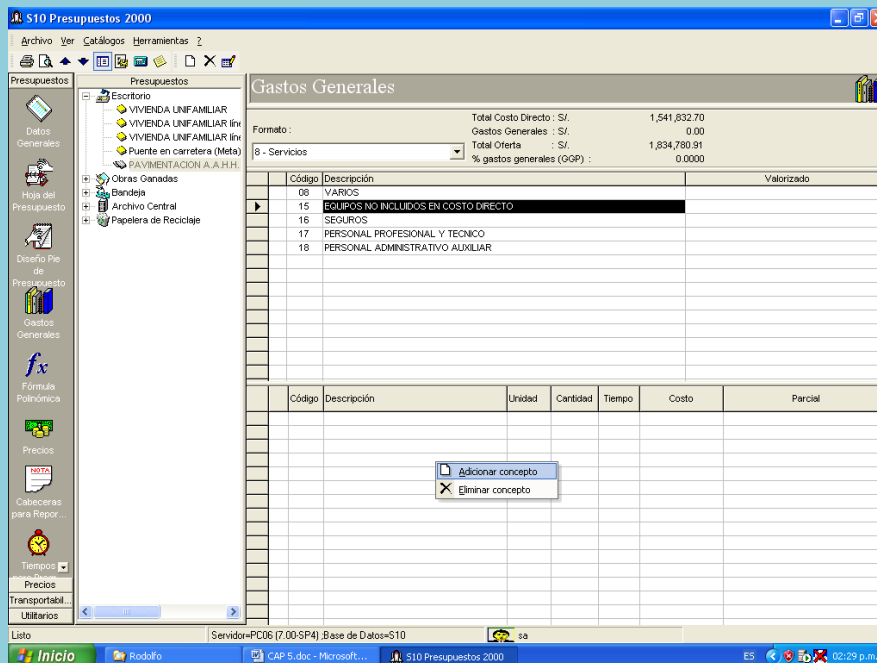 S10 Presupuestos 2000
Archivo Ver Catálogos Herramientas ?
Presupuestos
Datos Generales
Hoja del Presupuesto
Diseño Pie de Presupuesto
Gastos Generales
fx
Fórmula Polinómica
Precios
NOTA
Cabeceras para Repor...
Tiempos
Precios
Transportabil...
Utilitarios
Presupuestos
Escritorio
VIVIENDA UNIFAMILIAR
VIVIENDA UNIFAMILIAR líne
VIVIENDA UNIFAMILIAR líne
Puente en carretera (Meta)
PAVIMENTACION A.A.H.H.
Obras Ganadas
Bandeja
Archivo Central
Papelera de Reciclaje
Gastos Generales
Formato :
8 - Servicios
Total Costo Directo : S/. 1,541,832.70
Gastos Generales : S/. 0.00
Total Oferta : S/. 1,834,780.91
% gastos generales (GGP) : 0.0000
Código Descripción Valorizado
08 VARIOS
15 EQUIPOS NO INCLUIDOS EN COSTO DIRECTO
16 SEGUROS
17 PERSONAL PROFESIONAL Y TECNICO
18 PERSONAL ADMINISTRATIVO AUXILIAR
Código Descripción Unidad Cantidad Tiempo Costo Parcial
Adicionar concepto
Eliminar concepto
Listo Servidor=PC06 (7.00-SP4) ;Base de Datos=S10 sa
Inicio Rodolfo CAP 5.doc - Microsoft... S10 Presupuestos 2000 ES 02:29 p.m.